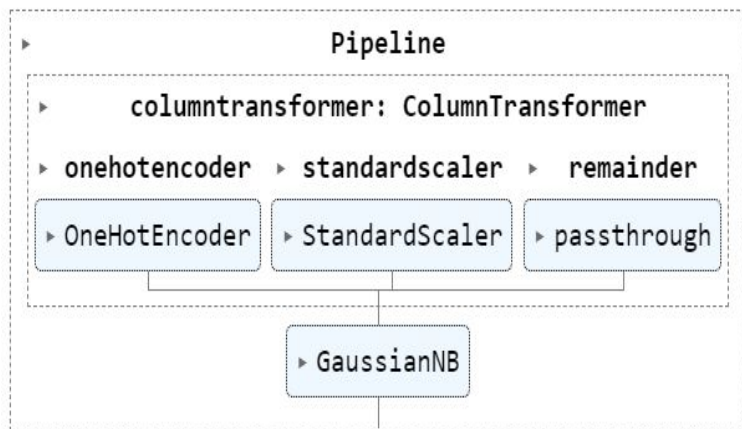 Pipeline
columntransformer: ColumnTransformer
onehotencoder standardscaler remainder
OneHotEncoder StandardScaler passthrough
GaussianNB